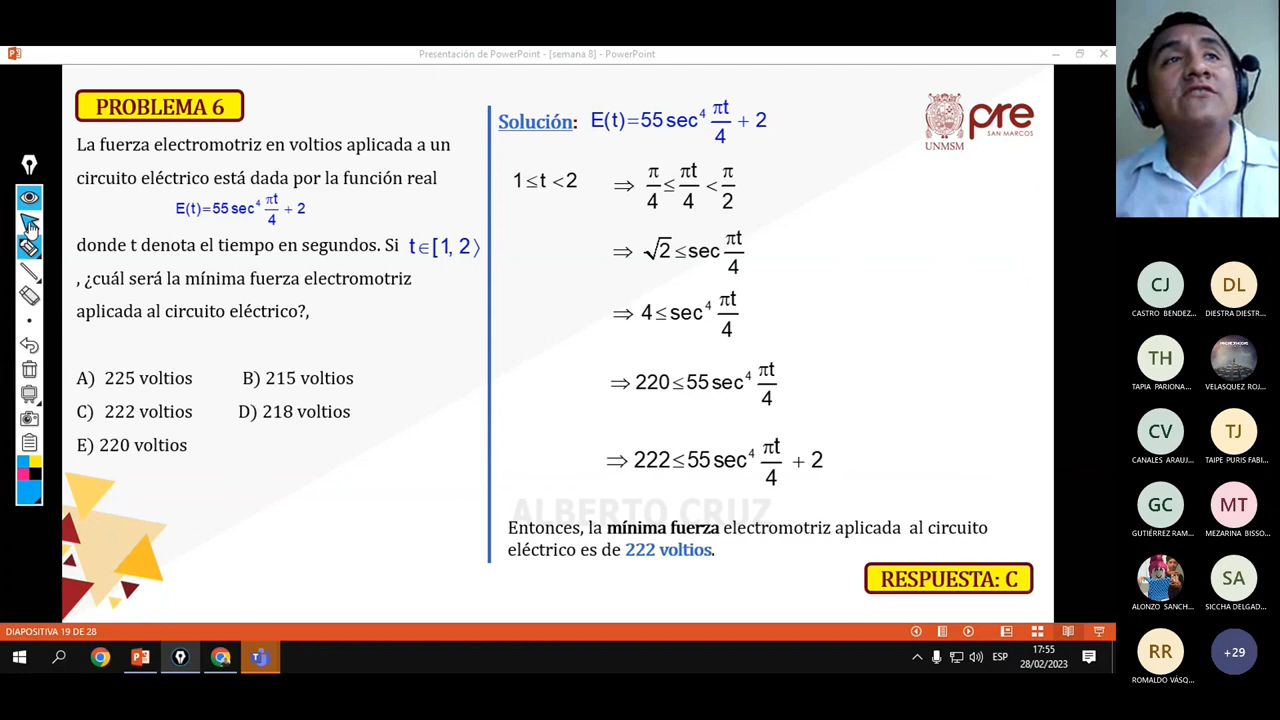 Presentación de PowerPoint - [semana 8] - PowerPoint
PROBLEMA 6
La fuerza electromotriz en voltios aplicada a un
circuito eléctrico está dada por la función real
E(t)=55 sec⁴ πt/4 + 2
donde t denota el tiempo en segundos. Si t∈[1, 2⟩
, ¿cuál será la mínima fuerza electromotriz
aplicada al circuito eléctrico?,
A) 225 voltios B) 215 voltios
C) 222 voltios D) 218 voltios
E) 220 voltios
Solución: E(t)=55 sec⁴ πt/4 + 2
1≤t<2 ⇒ π/4≤πt/4<π/2
⇒ √2≤sec πt/4
⇒ 4≤sec⁴ πt/4
⇒ 220≤55 sec⁴ πt/4
⇒ 222≤55 sec⁴ πt/4 + 2
ALBERTO CRUZ
Entonces, la mínima fuerza electromotriz aplicada al circuito
eléctrico es de 222 voltios.
RESPUESTA: C
UNMSM
pre
SAN MARCOS
CJ
CASTRO BENDEZ...
DL
DIESTRA DIESTR...
TH
TAPIA PARIONA...
VELASQUEZ ROJ...
CV
CANALES ARAUJ...
TJ
TAIPE PURIS FABI...
GC
GUTIÉRREZ RAM...
MT
MEZARINA BISSO...
ALONZO SANCH...
SA
SICCHA DELGAD...
RR
ROMALDO VÁSQ...
+29
DIAPOSITIVA 19 DE 28
ESP
17:55
28/02/2023